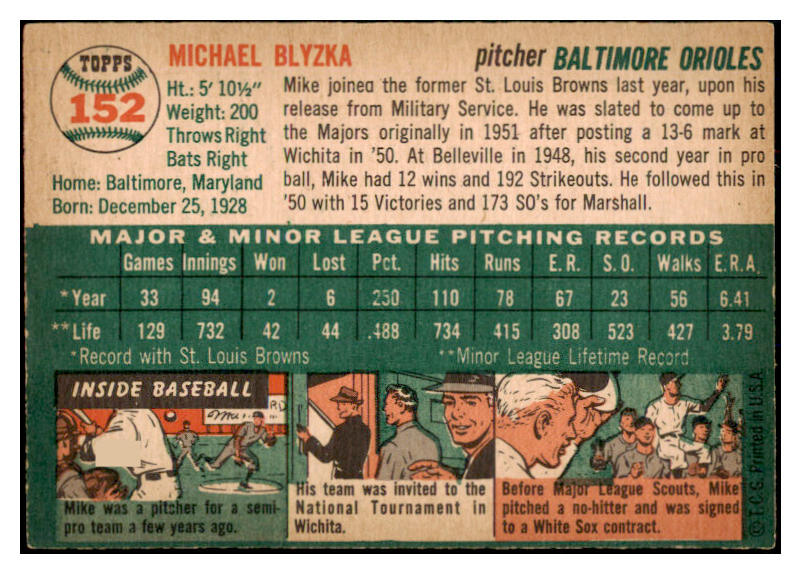 TOPPS
152
MICHAEL BLYZKA
pitcher BALTIMORE ORIOLES
Ht.: 5' 10½"
Weight: 200
Throws Right
Bats Right
Home: Baltimore, Maryland
Born: December 25, 1928
Mike joined the former St. Louis Browns last year, upon his
release from Military Service. He was slated to come up to
the Majors originally in 1951 after posting a 13-6 mark at
Wichita in '50. At Belleville in 1948, his second year in pro
ball, Mike had 12 wins and 192 Strikeouts. He followed this in
'50 with 15 Victories and 173 SO's for Marshall.
MAJOR & MINOR LEAGUE PITCHING RECORDS
Games Innings Won Lost Pct. Hits Runs E.R. S.O. Walks E.R.A.
*Year 33 94 2 6 .250 110 78 67 23 56 6.41
**Life 129 732 42 44 .488 734 415 308 523 427 3.79
*Record with St. Louis Browns **Minor League Lifetime Record
INSIDE BASEBALL
Mike was a pitcher for a semi-
pro team a few years ago.
His team was invited to the
National Tournament in
Wichita.
Before Major League Scouts, Mike
pitched a no-hitter and was signed
to a White Sox contract.
© T.C.G. Printed in U.S.A.